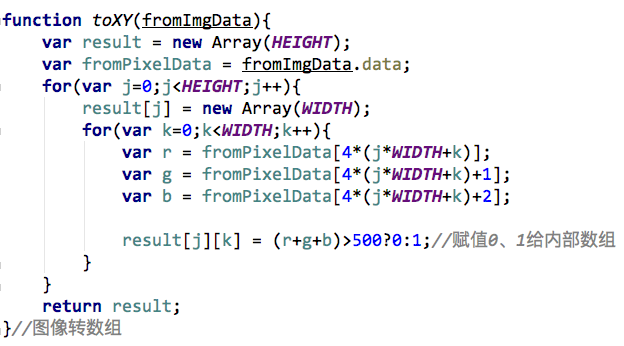 function toXY(fromImgData){
    var result = new Array(HEIGHT);
    var fromPixelData = fromImgData.data;
    for(var j=0;j<HEIGHT;j++){
        result[j] = new Array(WIDTH);
        for(var k=0;k<WIDTH;k++){
            var r = fromPixelData[4*(j*WIDTH+k)];
            var g = fromPixelData[4*(j*WIDTH+k)+1];
            var b = fromPixelData[4*(j*WIDTH+k)+2];

            result[j][k] = (r+g+b)>500?0:1;//赋值0、1给内部数组
        }
    }
    return result;
}//图像转数组